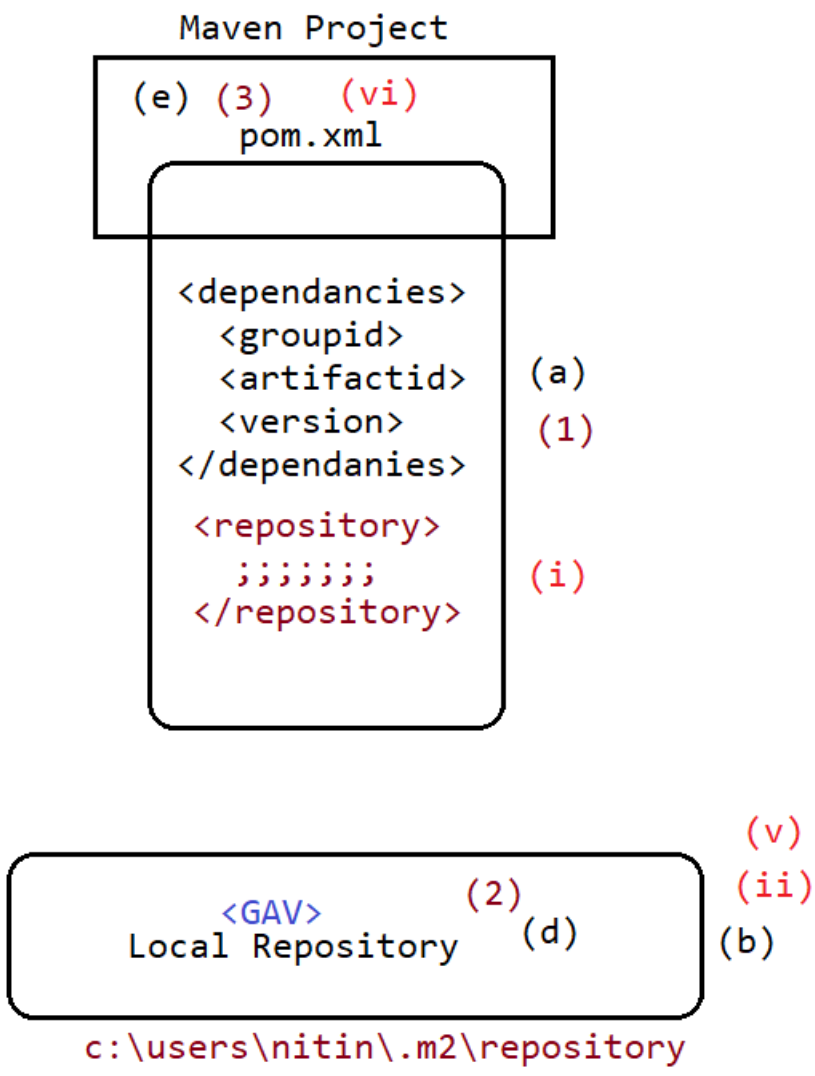 Maven Project
(e) (3) (vi)
pom.xml
<dependancies>
<groupid>
<artifactid> (a)
<version> (1)
</dependanies>
<repository>
;;;;;;; (i)
</repository>
(v)
(ii)
(2)
<GAV> (d)
Local Repository (b)
c:\users\nitin\.m2\repository